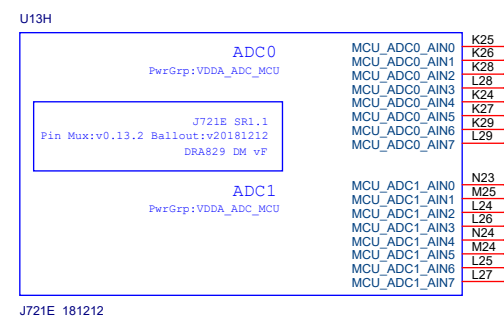 U13H
ADC0
PwrGrp:VDDA_ADC_MCU
MCU_ADC0_AIN0 K25
MCU_ADC0_AIN1 K26
MCU_ADC0_AIN2 K28
MCU_ADC0_AIN3 L28
MCU_ADC0_AIN4 K24
MCU_ADC0_AIN5 K27
MCU_ADC0_AIN6 K29
MCU_ADC0_AIN7 L29
J721E SR1.1
Pin Mux:v0.13.2 Ballout:v20181212
DRA829 DM vF
ADC1
PwrGrp:VDDA_ADC_MCU
MCU_ADC1_AIN0 N23
MCU_ADC1_AIN1 M25
MCU_ADC1_AIN2 L24
MCU_ADC1_AIN3 L26
MCU_ADC1_AIN4 N24
MCU_ADC1_AIN5 M24
MCU_ADC1_AIN6 L25
MCU_ADC1_AIN7 L27
J721E_181212